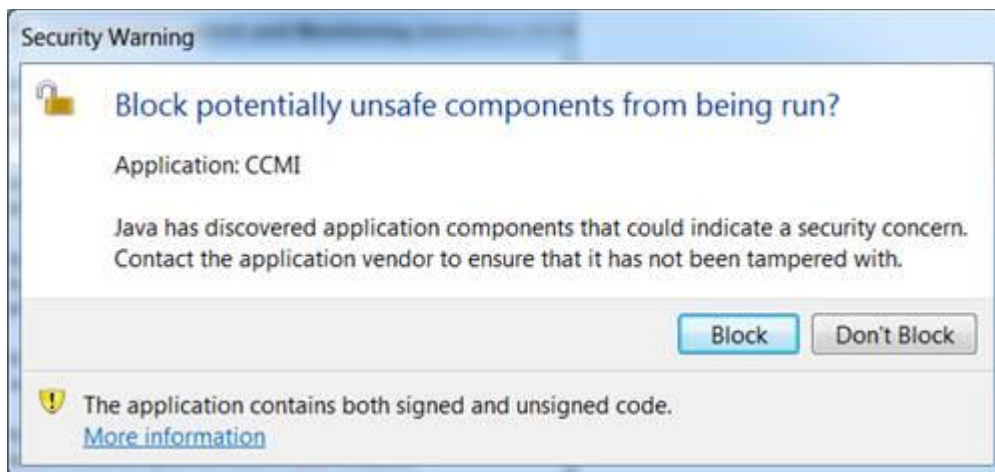 Security Warning
Block potentially unsafe components from being run?
Application: CCMI
Java has discovered application components that could indicate a security concern.
Contact the application vendor to ensure that it has not been tampered with.
Block
Don't Block
The application contains both signed and unsigned code.
More information